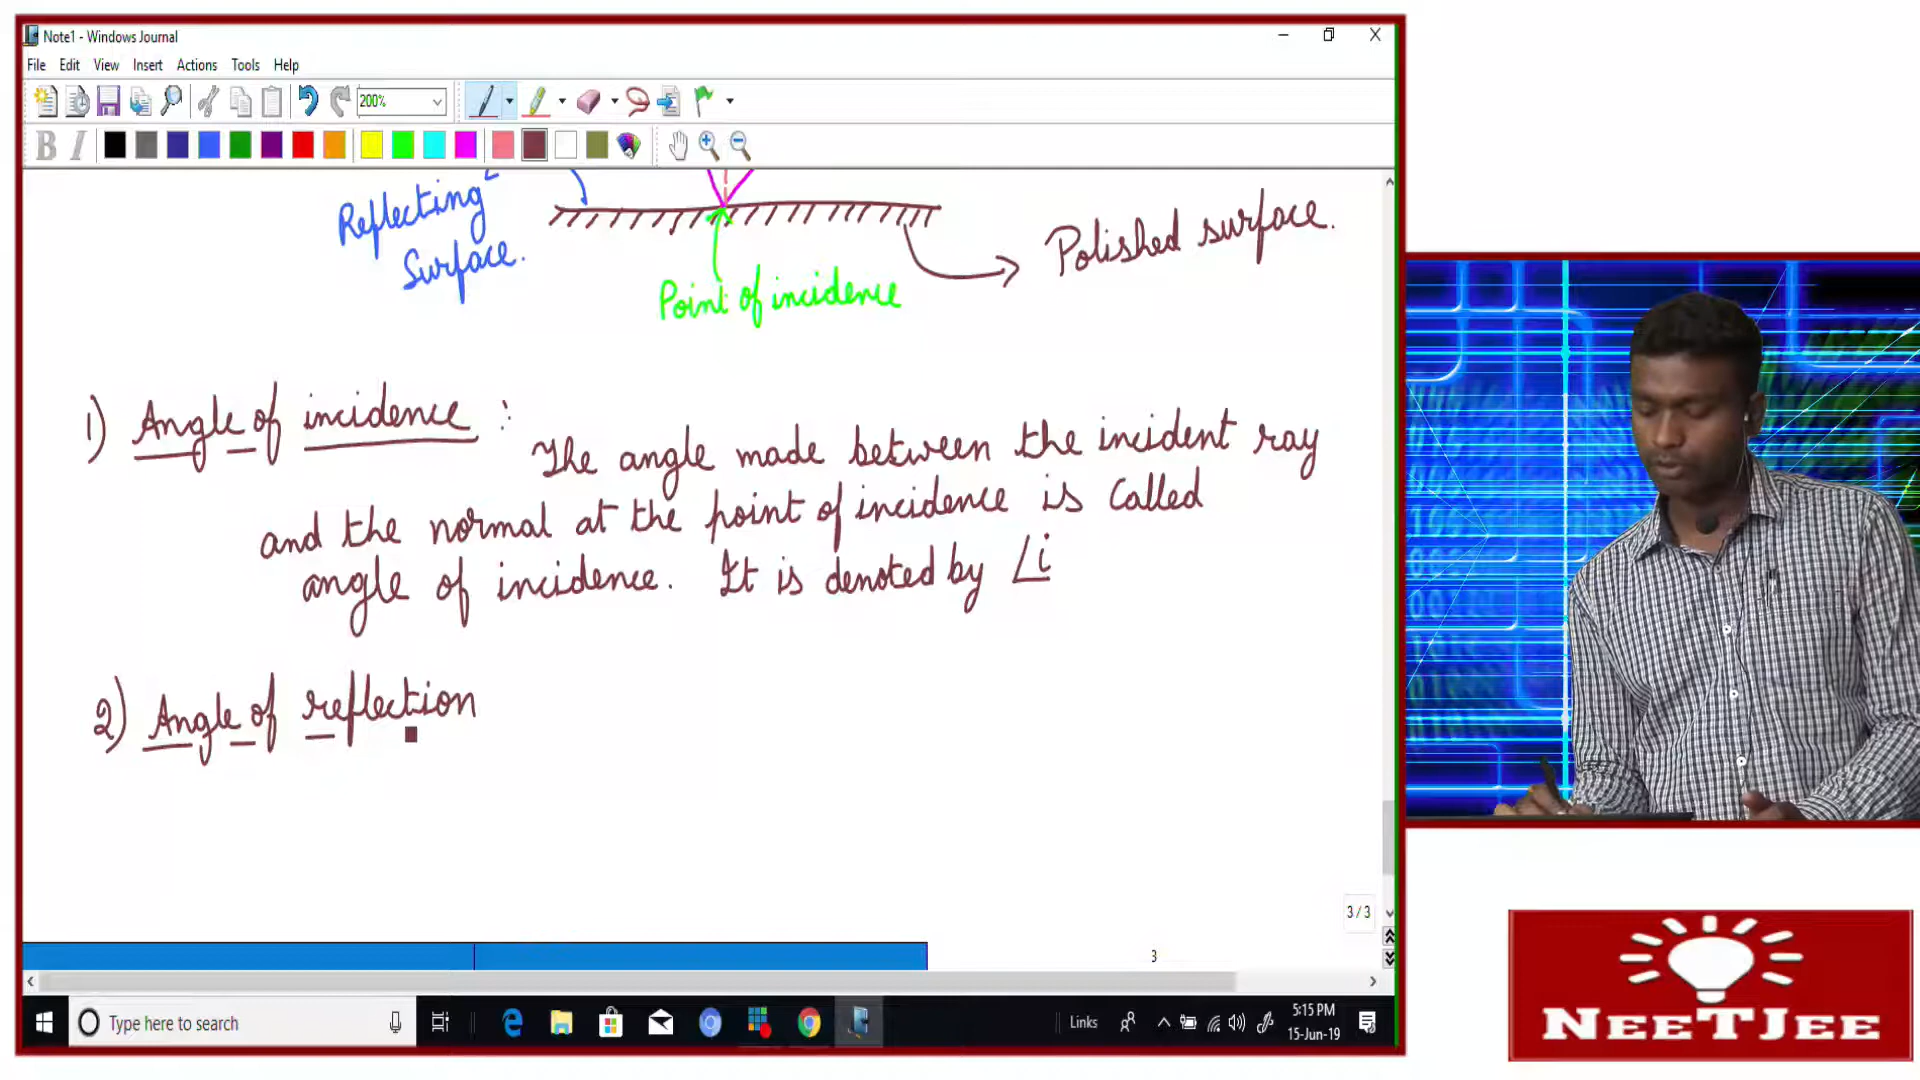 Note1 - Windows Journal
File Edit View Insert Actions Tools Help
200%
B I
Reflecting
Surface.
Polished surface.
Point of incidence
1) Angle of incidence : The angle made between the incident ray
and the normal at the point of incidence is called
angle of incidence. It is denoted by ∠i
2) Angle of reflection
3 / 3
3
Type here to search
Links
5:15 PM
15-Jun-19
NEETJEE